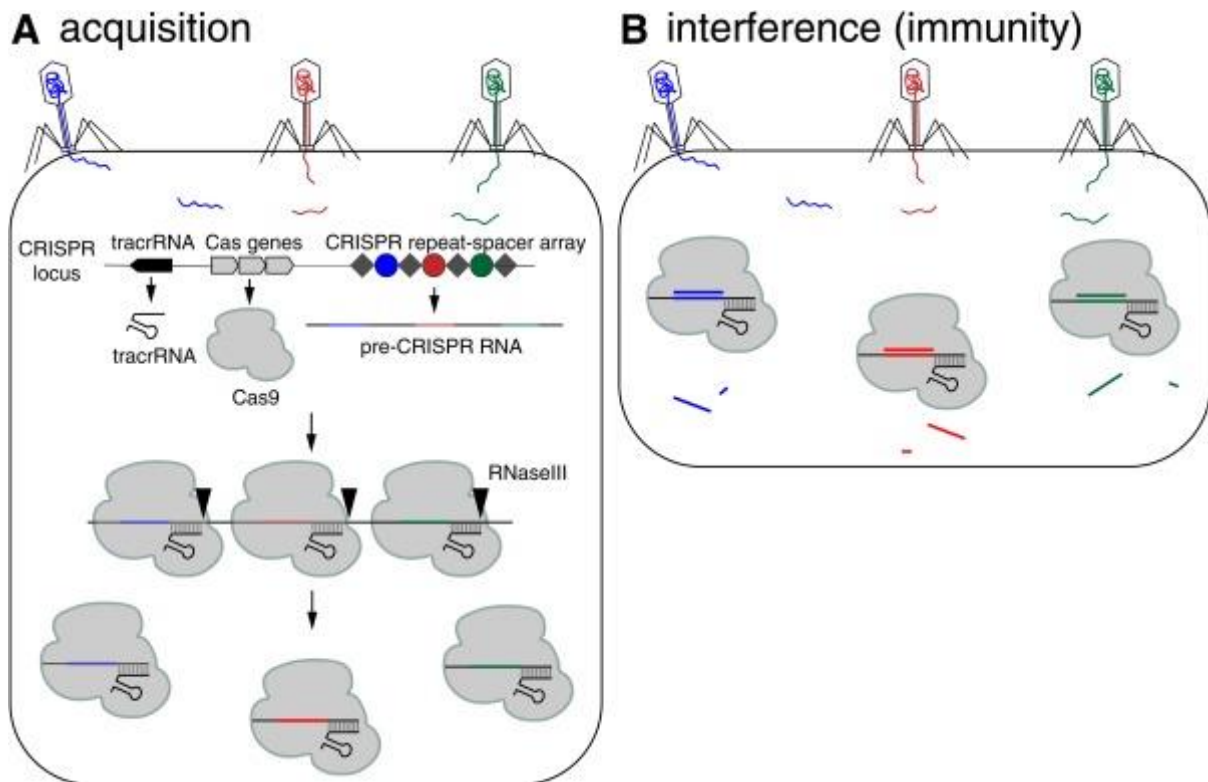 A acquisition
B interference (immunity)
CRISPR
locus
tracrRNA
Cas genes
CRISPR repeat-spacer array
tracrRNA
Cas9
pre-CRISPR RNA
RNaseIII